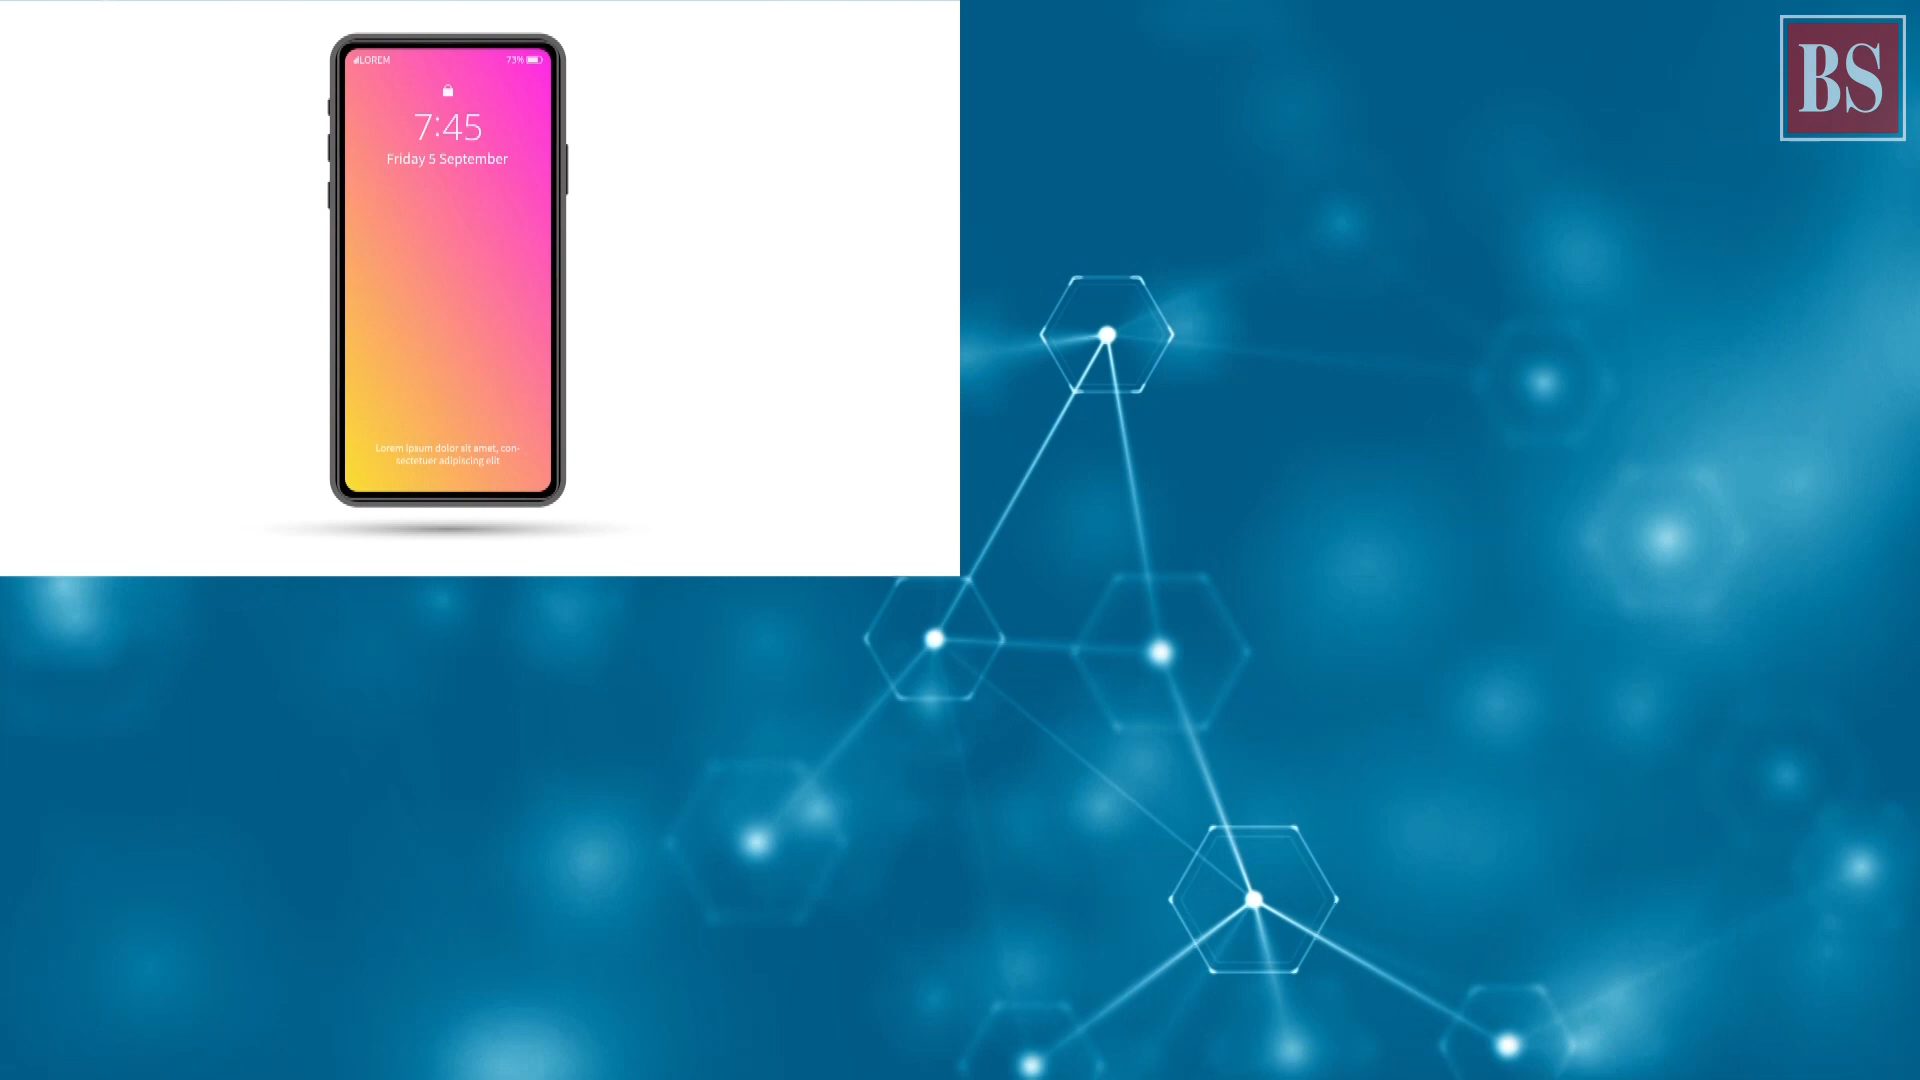 LOREM 73%
7:45
Friday 5 September
Lorem ipsum dolor sit amet, con-
sectetuer adipiscing elit
BS